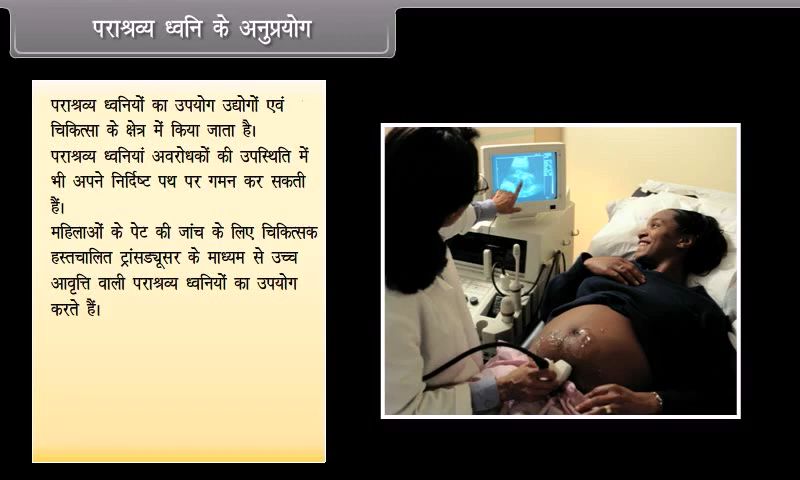 पराश्रव्य ध्वनि के अनुप्रयोग
पराश्रव्य ध्वनियों का उपयोग उद्योगों एवं
चिकित्सा के क्षेत्र में किया जाता है।
पराश्रव्य ध्वनियां अवरोधकों की उपस्थिति में
भी अपने निर्दिष्ट पथ पर गमन कर सकती
हैं।
महिलाओं के पेट की जांच के लिए चिकित्सक
हस्तचालित ट्रांसड्यूसर के माध्यम से उच्च
आवृत्ति वाली पराश्रव्य ध्वनियों का उपयोग
करते हैं।